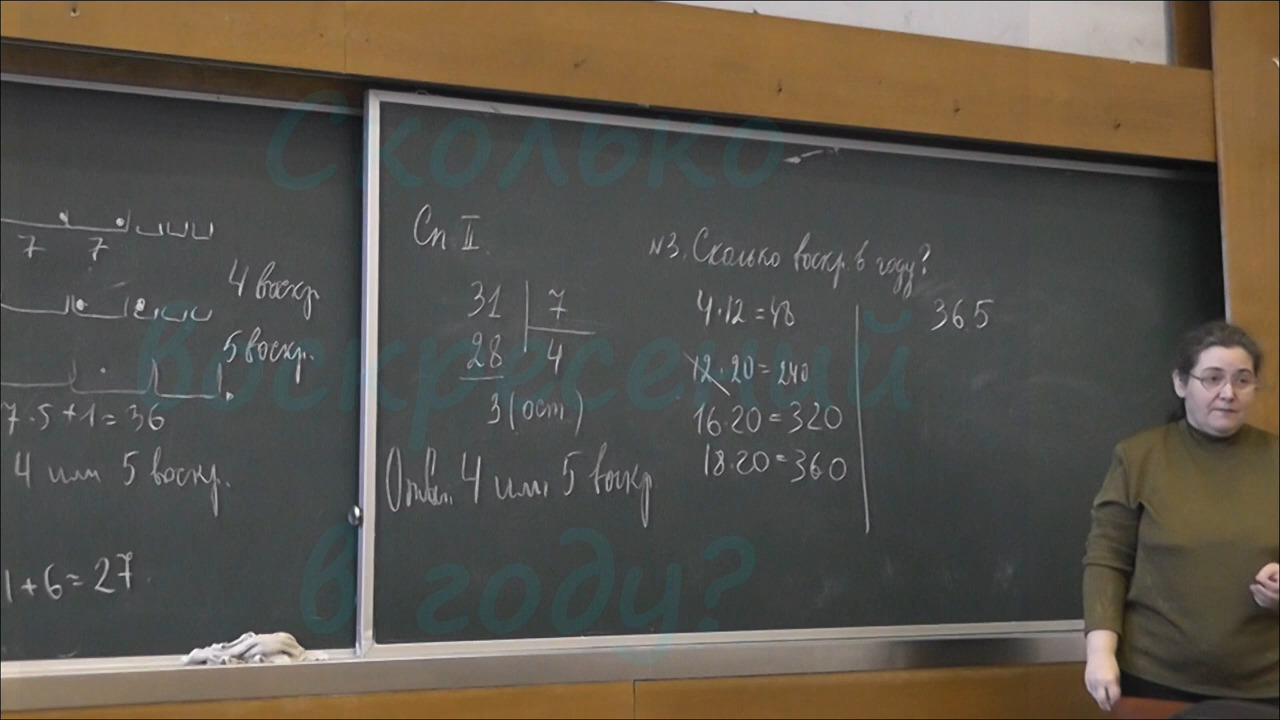 7 7
4 воскр
5 воскр.
7·5+1=36
4 или 5 воскр.
1+6=27
Сп II.
31 7
28 4
3 (ост.)
Отв.: 4 или 5 воскр
№3. Сколько воскр. в году?
4·12=48
12·20=240
16·20=320
18·20=360
365
Сколько
воскресений
в году?